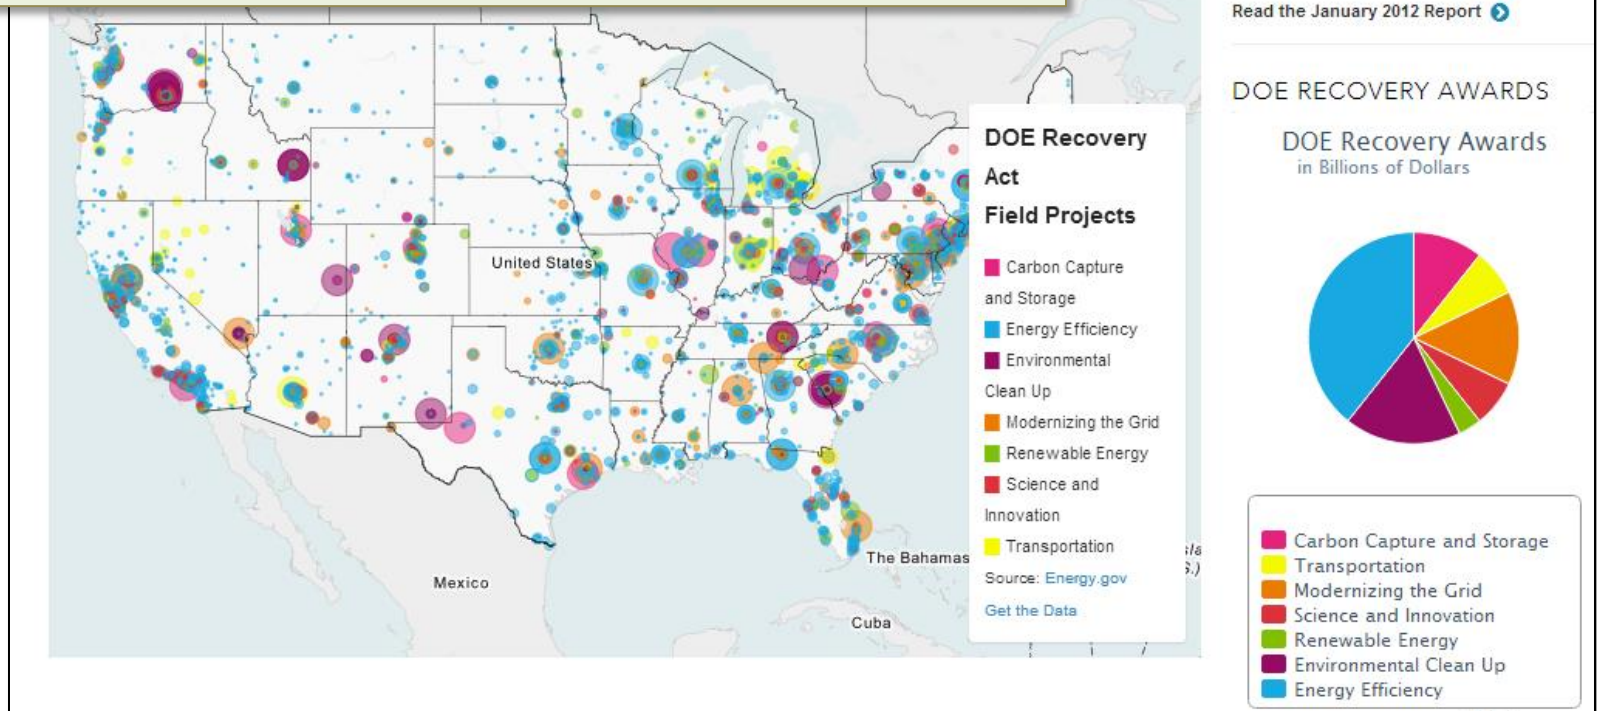 Read the January 2012 Report
DOE RECOVERY AWARDS
DOE Recovery Awards
in Billions of Dollars
United States
Mexico
The Bahamas
Cuba
DOE Recovery
Act
Field Projects
Carbon Capture
and Storage
Energy Efficiency
Environmental
Clean Up
Modernizing the Grid
Renewable Energy
Science and
Innovation
Transportation
Source: Energy.gov
Get the Data
Carbon Capture and Storage
Transportation
Modernizing the Grid
Science and Innovation
Renewable Energy
Environmental Clean Up
Energy Efficiency